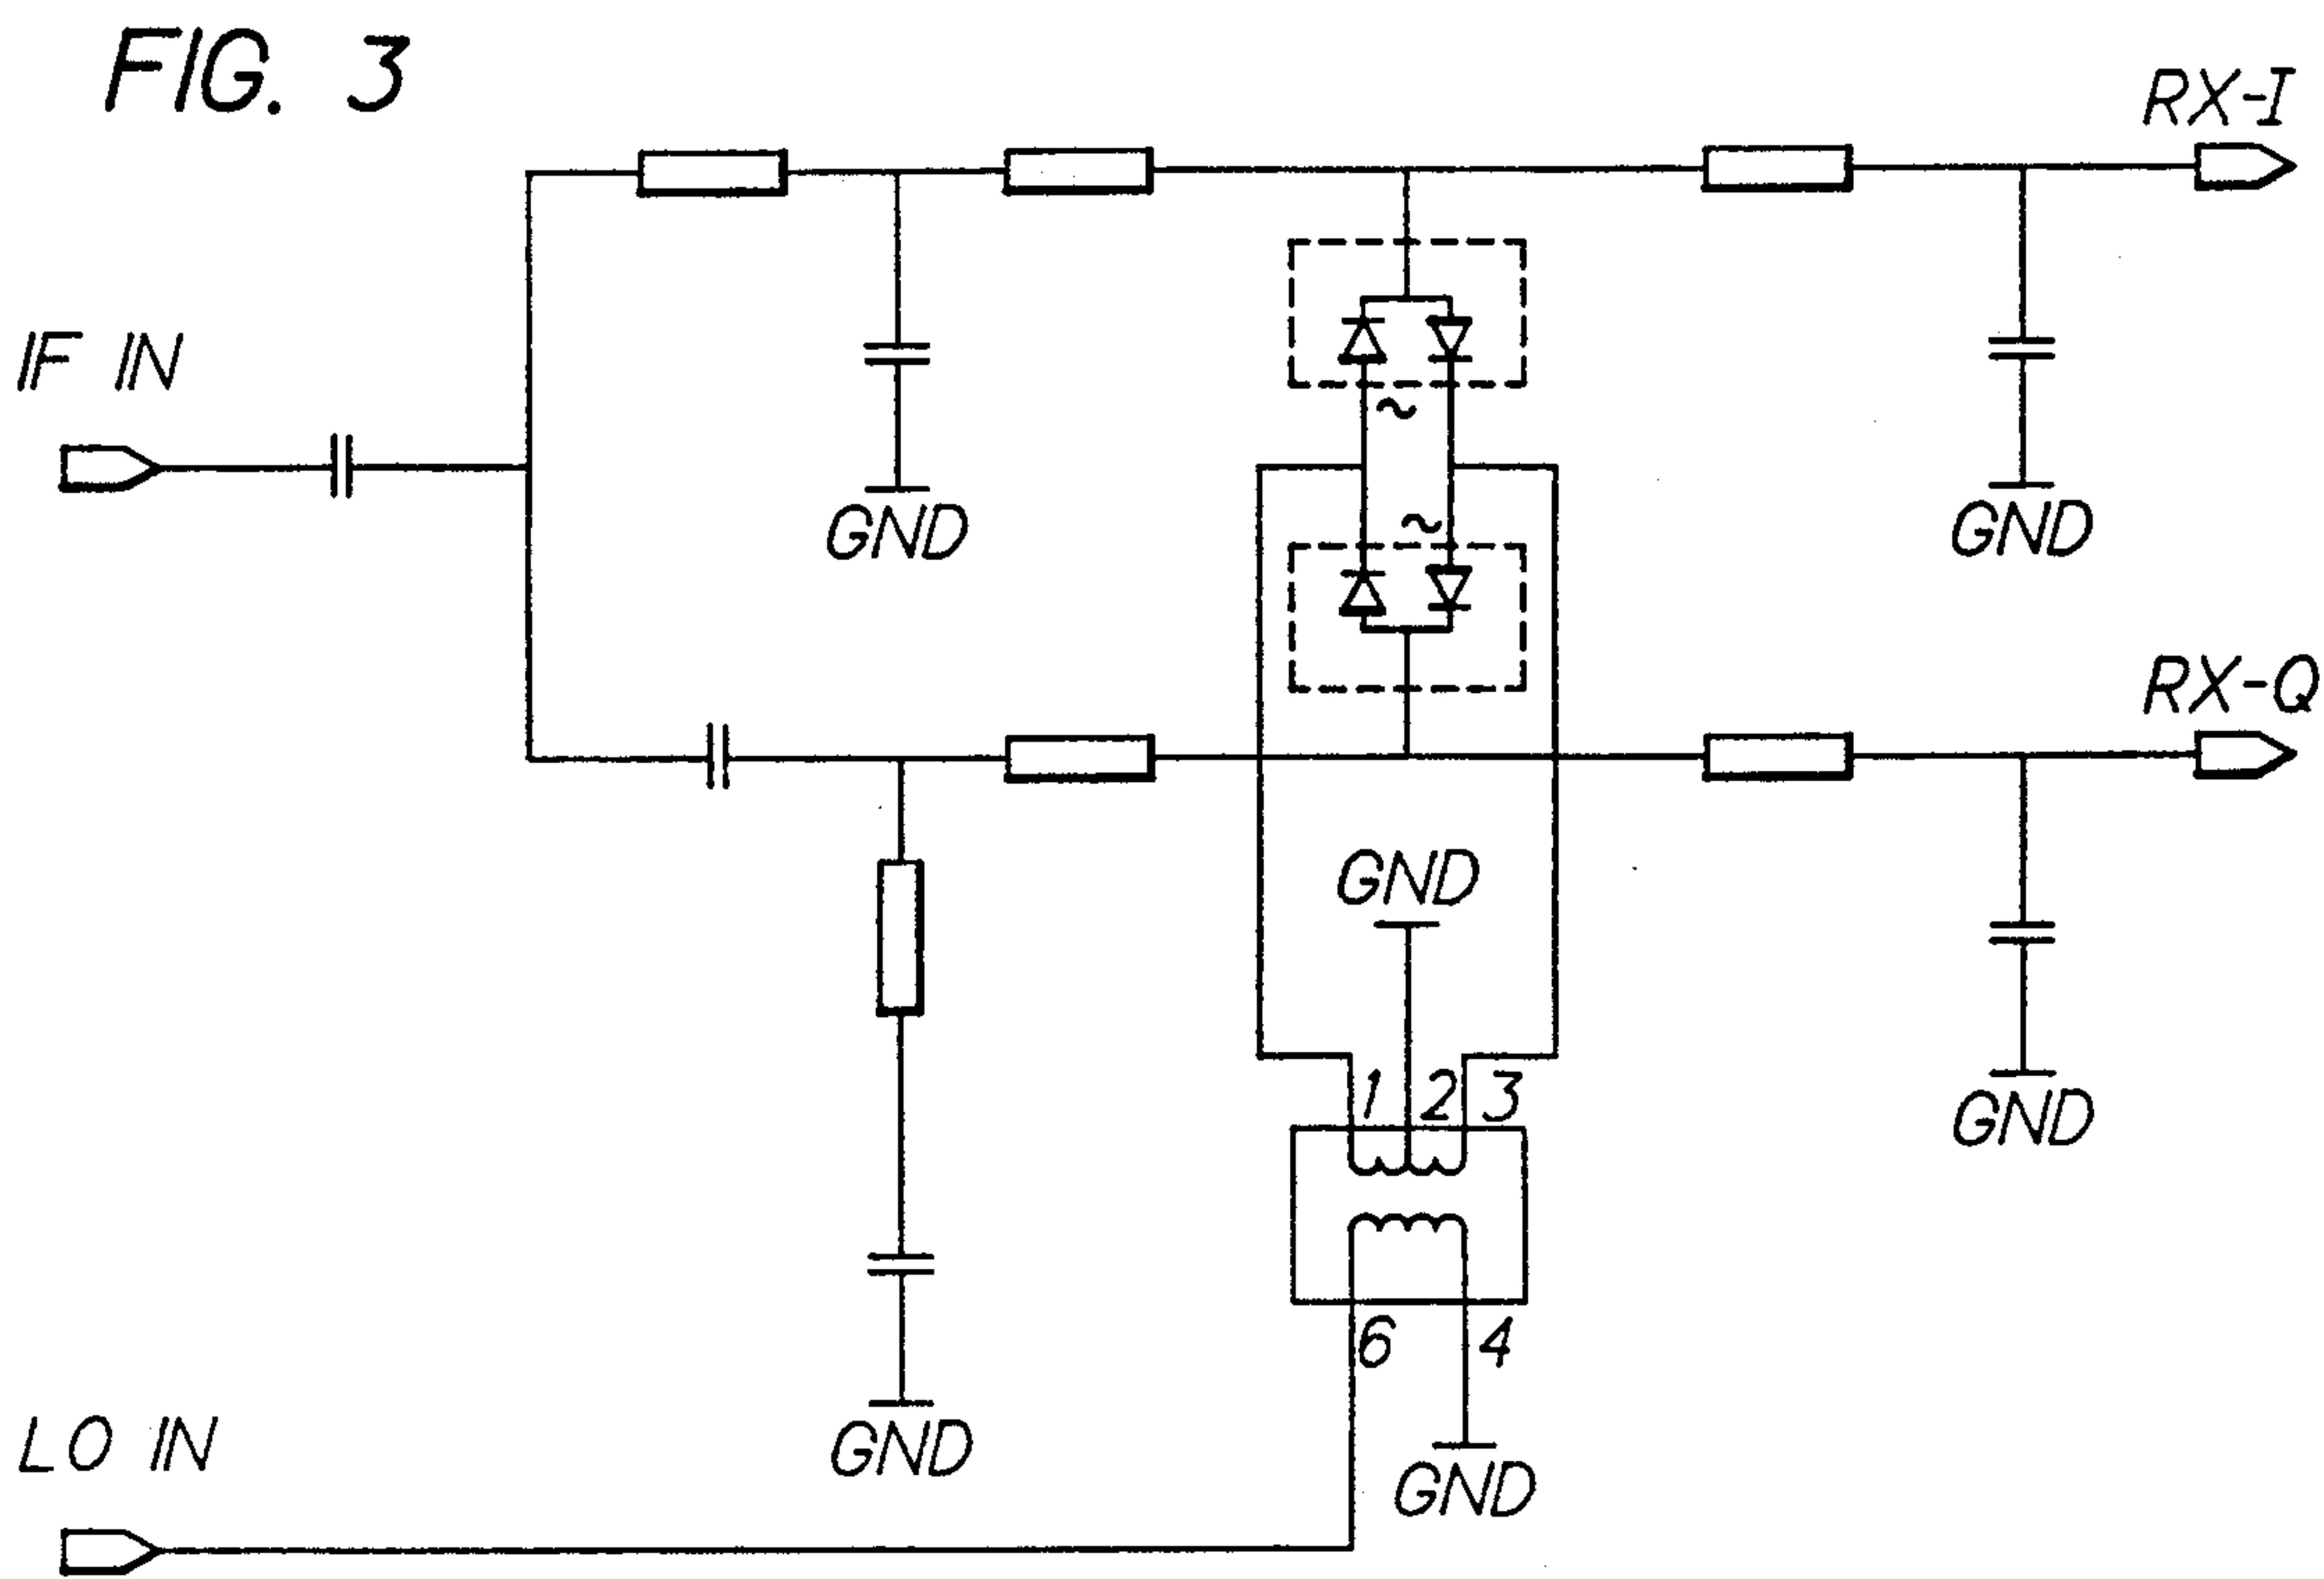 FIG. 3
RX-I
IF IN
GND
GND
~
~
RX-Q
GND
1 2 3
GND
6 4
LO IN
GND
GND